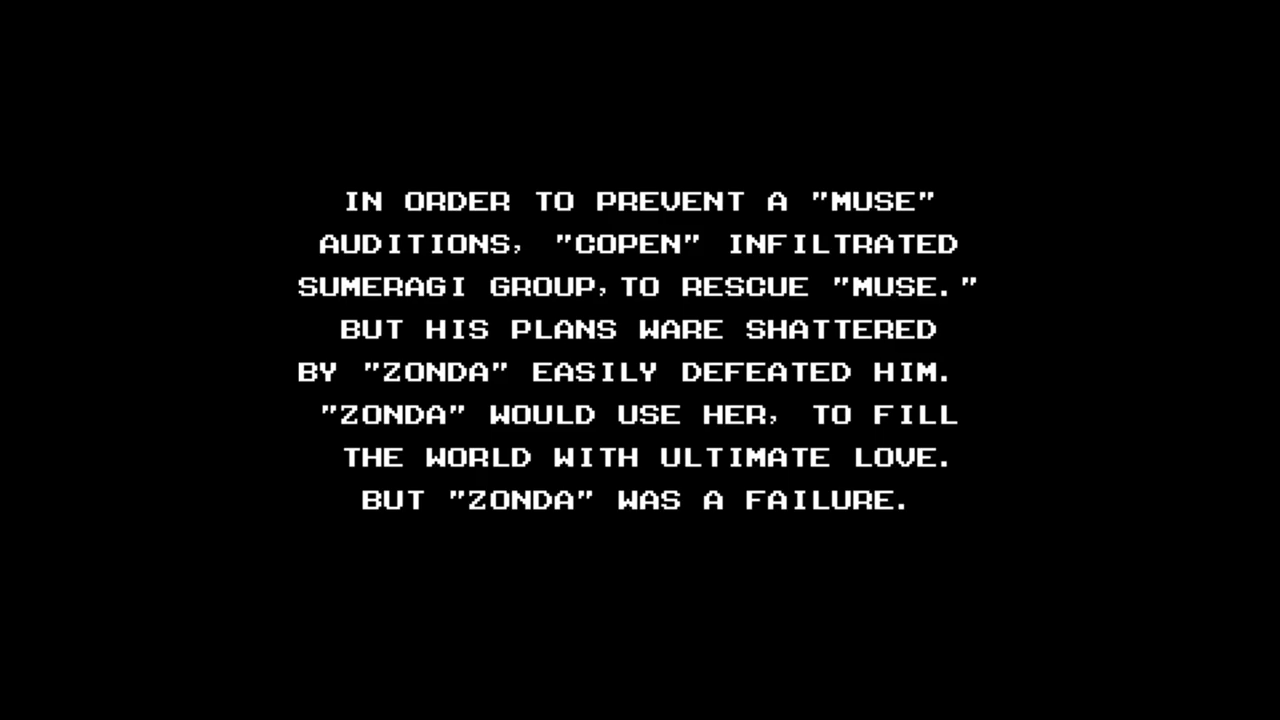 IN ORDER TO PREVENT A "MUSE"
AUDITIONS, "COPEN" INFILTRATED
SUMERAGI GROUP,TO RESCUE "MUSE."
BUT HIS PLANS WARE SHATTERED
BY "ZONDA" EASILY DEFEATED HIM.
"ZONDA" WOULD USE HER, TO FILL
THE WORLD WITH ULTIMATE LOVE.
BUT "ZONDA" WAS A FAILURE.